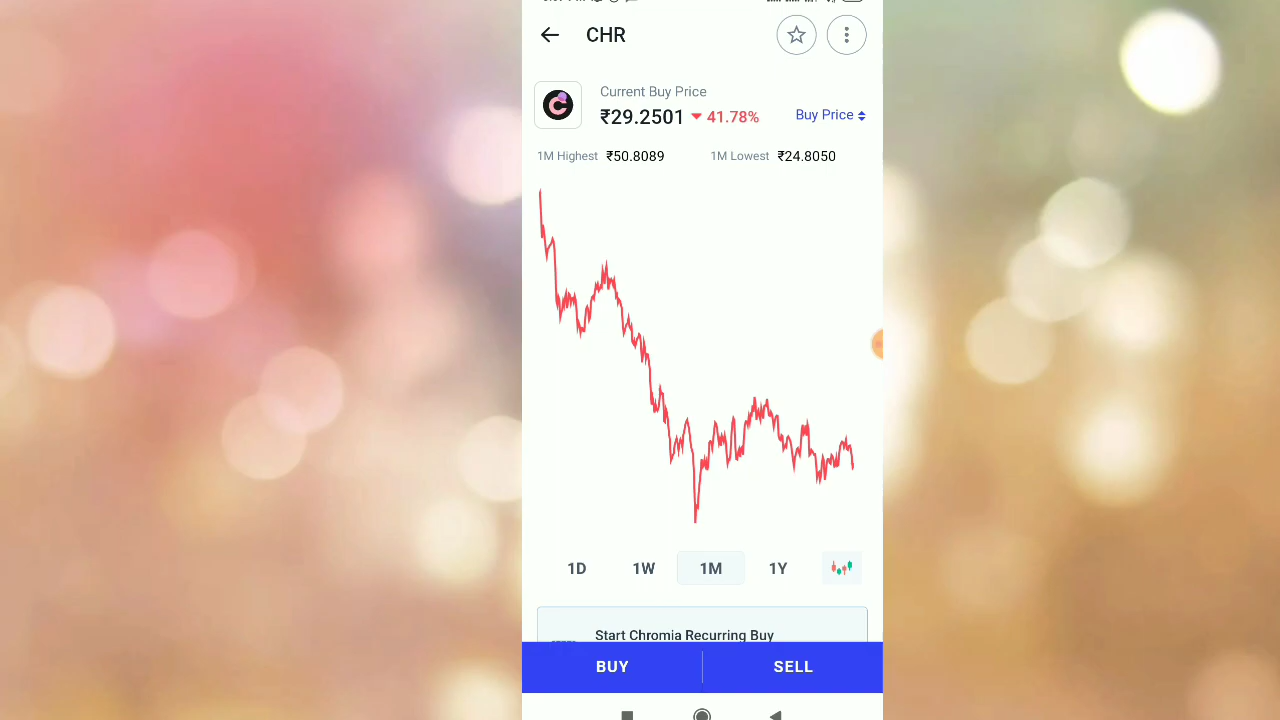 CHR
Current Buy Price
₹29.2501 41.78% Buy Price
1M Highest ₹50.8089 1M Lowest ₹24.8050
1D 1W 1M 1Y
Start Chromia Recurring Buy
BUY SELL